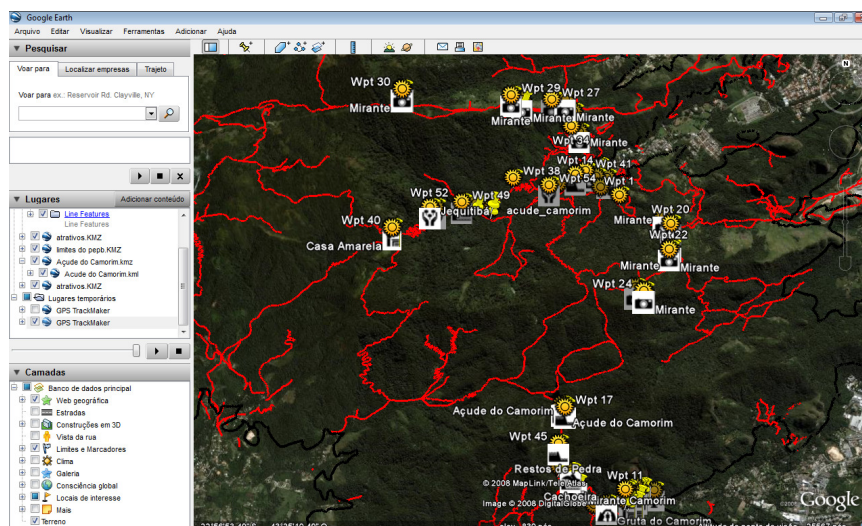 Google Earth
Arquivo Editar Visualizar Ferramentas Adicionar Ajuda
Pesquisar
Voar para Localizar empresas Trajeto
Voar para ex.: Reservoir Rd. Clayville, NY
Lugares Adicionar conteúdo
Line Features
Line Features
atrativos.KMZ
limites do pepb.KMZ
Açude do Camorim.kmz
Açude do Camorim.kml
atrativos.KMZ
Lugares temporários
GPS TrackMaker
GPS TrackMaker
Camadas
Banco de dados principal
Web geográfica
Estradas
Construções em 3D
Vista da rua
Limites e Marcadores
Clima
Galeria
Consciência global
Locais de interesse
Mais
Terreno
N
Wpt 30
Mirante
Wpt 29
Wpt 27
Mirante Mirante Mirante
Wpt 34
Mirante
Wpt 38
Wpt 14
Wpt 41
Wpt 54
Wpt 1
Wpt 52
Wpt 49
Jequitibá
acude_camorim
Wpt 40
Casa Amarela
Wpt 20
Mirante
Wpt 22
Mirante Mirante
Wpt 24
Mirante
Wpt 17
Açude do Camorim
Açude do Camorim
Wpt 45
Restos de Pedra
Wpt 11
© 2008 MapLink/TeleAtlas
Cachoeira
Mirante Camorim
Image © 2008 DigitalGlobe
Gruta do Camorim
Google